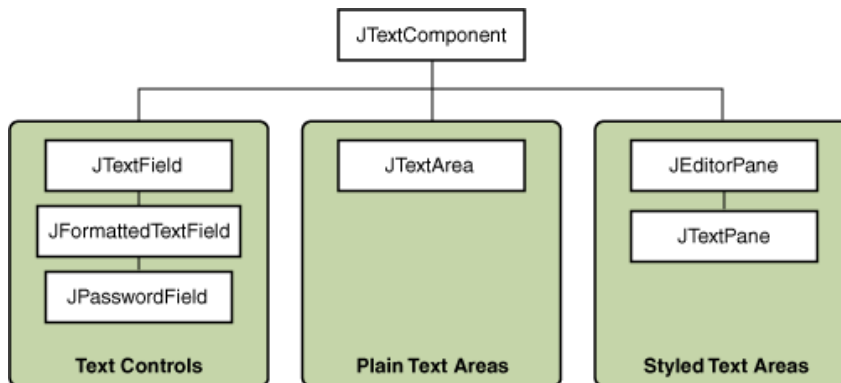 JTextComponent
JTextField
JFormattedTextField
JPasswordField
Text Controls
JTextArea
Plain Text Areas
JEditorPane
JTextPane
Styled Text Areas